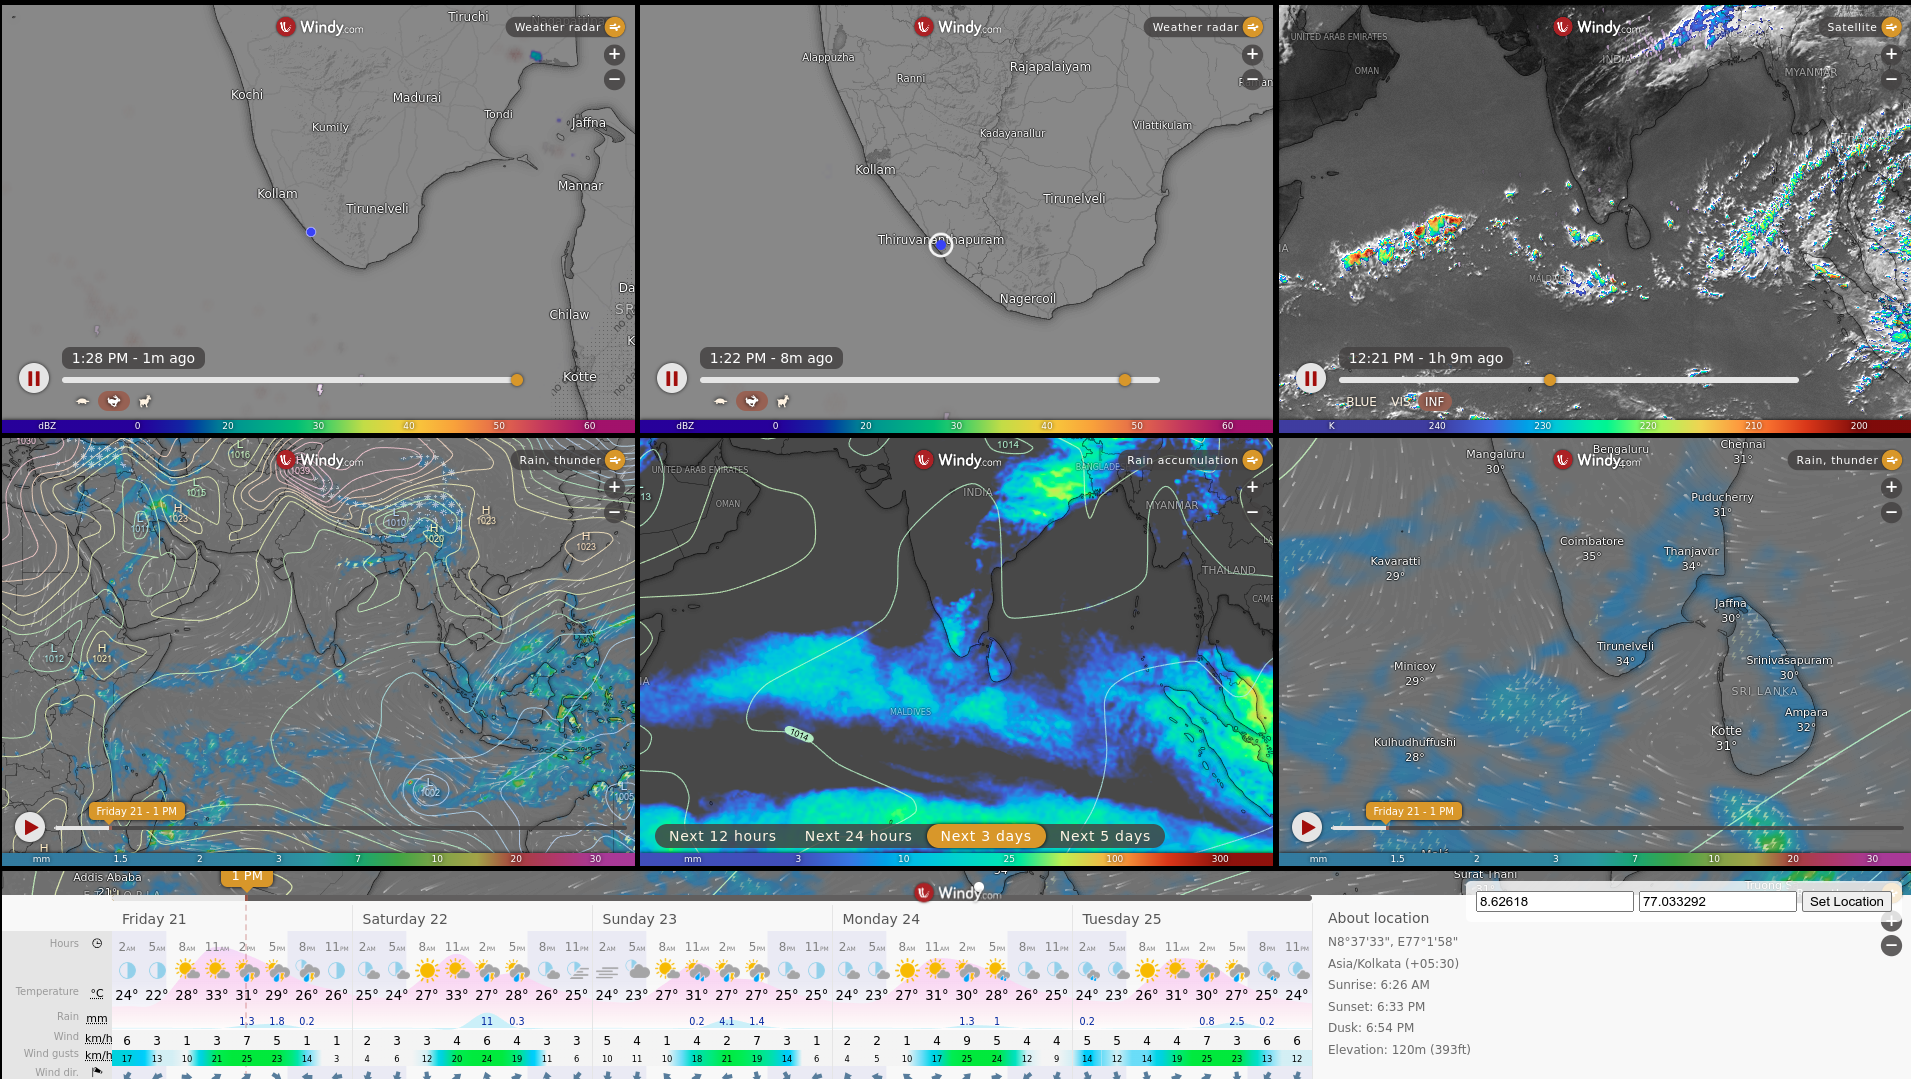 Tiruchi
Windy.com
Weather radar
Kochi
Madurai
Tondi
Kumily
Jaffna
Kollam
Mannar
Tirunelveli
Chilaw
Kotte
1:28 PM - 1m ago
dBZ 0 20 30 40 50 60
Windy.com
Weather radar
Alappuzha
Ranni
Rajapalaiyam
Kadayanallur
Vilattikulam
Kollam
Tirunelveli
Thiruvananthapuram
Nagercoil
1:22 PM - 8m ago
dBZ 0 20 30 40 50 60
Windy.com
Satellite
UNITED ARAB EMIRATES
OMAN
INDIA
MYANMAR
MALDIVES
12:21 PM - 1h 9m ago
BLUE VIS INF
K 240 230 220 210 200
Windy.com
Rain, thunder
1030
L
1016
1039
L
1015
H
1023
L
1010
H
1020
H
1023
H
1023
L
1012
H
1021
L
1002
Friday 21 - 1 PM
mm 1.5 2 3 7 10 20 30
Windy.com
Rain accumulation
1014
UNITED ARAB EMIRATES
OMAN
INDIA
MYANMAR
THAILAND
MALDIVES
1014
Next 12 hours Next 24 hours Next 3 days Next 5 days
mm 3 10 25 100 300
Windy.com
Rain, thunder
Mangaluru
30°
Bengaluru
Chennai
31°
Puducherry
31°
Coimbatore
35°
Thanjavur
34°
Kavaratti
29°
Jaffna
30°
Tirunelveli
34°
Minicoy
29°
Srinivasapuram
30°
SRI LANKA
Ampara
32°
Kotte
31°
Kulhudhuffushi
28°
Friday 21 - 1 PM
mm 1.5 2 3 7 10 20 30
Addis Ababa
21°
1 PM
Windy.com
Surat Thani
8.62618 77.033292 Set Location
Friday 21 Saturday 22 Sunday 23 Monday 24 Tuesday 25
Hours 2AM 5AM 8AM 11AM 2PM 5PM 8PM 11PM 2AM 5AM 8AM 11AM 2PM 5PM 8PM 11PM 2AM 5AM 8AM 11AM 2PM 5PM 8PM 11PM 2AM 5AM 8AM 11AM 2PM 5PM 8PM 11PM 2AM 5AM 8AM 11AM 2PM 5PM 8PM 11PM
Temperature °C 24° 22° 28° 33° 31° 29° 26° 26° 25° 24° 27° 33° 27° 28° 26° 25° 24° 23° 27° 31° 27° 27° 25° 25° 24° 23° 27° 31° 30° 28° 26° 25° 24° 23° 26° 31° 30° 27° 25° 24°
Rain mm 1.3 1.8 0.2 11 0.3 0.2 4.1 1.4 1.3 1 0.2 0.8 2.5 0.2
Wind km/h 6 3 1 3 7 5 1 1 2 3 3 4 6 4 3 3 5 4 1 4 7 3 3 1 2 2 1 4 9 5 4 4 5 5 4 4 7 3 4 4
Wind gusts km/h 17 13 10 21 25 23 14 3 4 6 12 20 24 19 11 6 10 11 10 18 21 19 14 6 4 5 10 17 25 24 12 9 14 12 14 19 25 23 13 12
Wind dir.
About location
N8°37'33", E77°1'58"
Asia/Kolkata (+05:30)
Sunrise: 6:26 AM
Sunset: 6:33 PM
Dusk: 6:54 PM
Elevation: 120m (393ft)